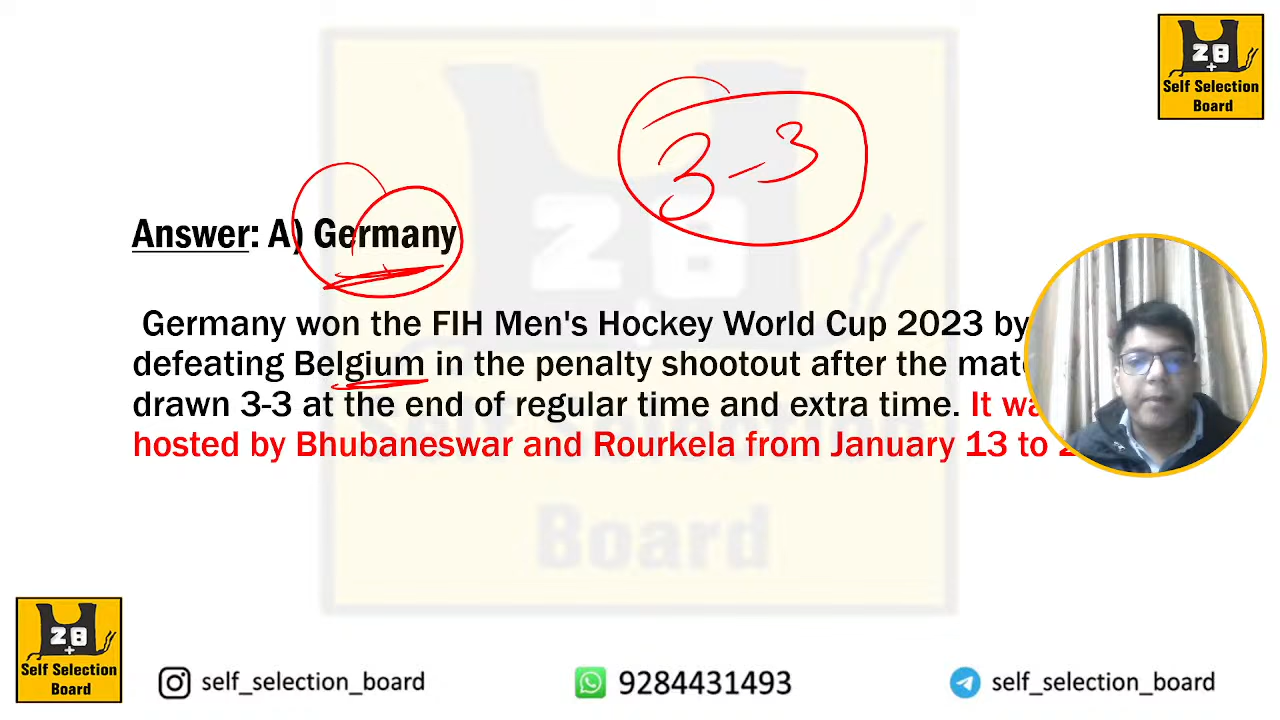 28
+
Self Selection
Board
3-3
Answer: A) Germany
Germany won the FIH Men's Hockey World Cup 2023 by
defeating Belgium in the penalty shootout after the
drawn 3-3 at the end of regular time and extra time. It
hosted by Bhubaneswar and Rourkela from January 13 to
28
Board
28
+
Self Selection
Board
self_selection_board
9284431493
self_selection_board